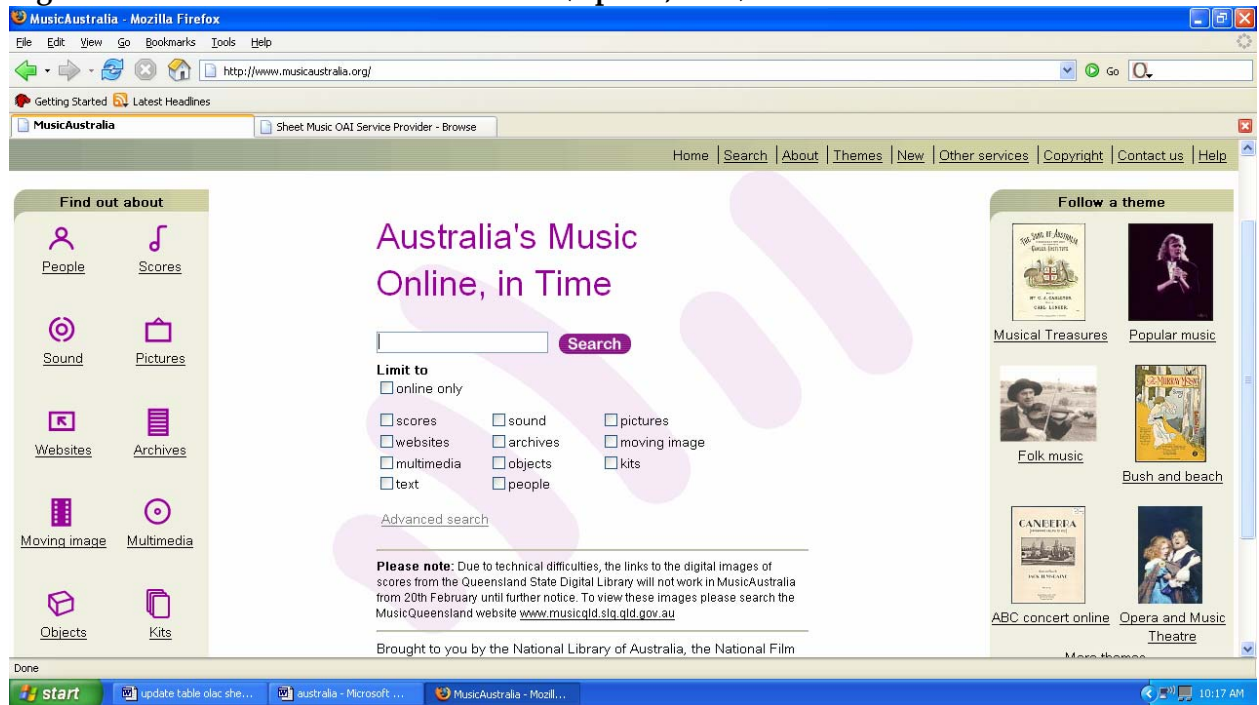 MusicAustralia - Mozilla Firefox
File Edit View Go Bookmarks Tools Help
http://www.musicaustralia.org/ Go
Getting Started Latest Headlines
MusicAustralia Sheet Music OAI Service Provider - Browse
Home Search About Themes New Other services Copyright Contact us Help
Find out about
People Scores
Sound Pictures
Websites Archives
Moving image Multimedia
Objects Kits
Australia's Music
Online, in Time
Search
Limit to
online only
scores sound pictures
websites archives moving image
multimedia objects kits
text people
Advanced search
Please note: Due to technical difficulties, the links to the digital images of
scores from the Queensland State Digital Library will not work in MusicAustralia
from 20th February until further notice. To view these images please search the
MusicQueensland website www.musicqld.slq.qld.gov.au
Brought to you by the National Library of Australia, the National Film
Follow a theme
Musical Treasures Popular music
Folk music
Bush and beach
CANBERRA
ABC concert online Opera and Music
Theatre
More themes
Done
start update table olac she... australia - Microsoft ... MusicAustralia - Mozill... 10:17 AM